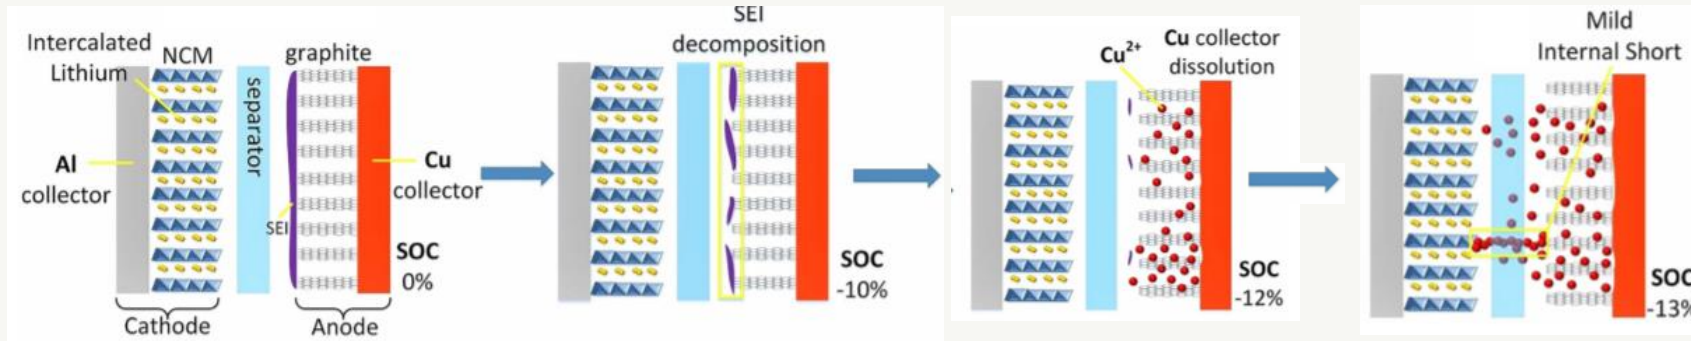 Intercalated
Lithium
NCM
graphite
separator
Al
collector
SEI
Cu
collector
SOC
0%
Cathode
Anode
SEI
decomposition
SOC
-10%
Cu2+
Cu collector
dissolution
SOC
-12%
Mild
Internal Short
SOC
-13%